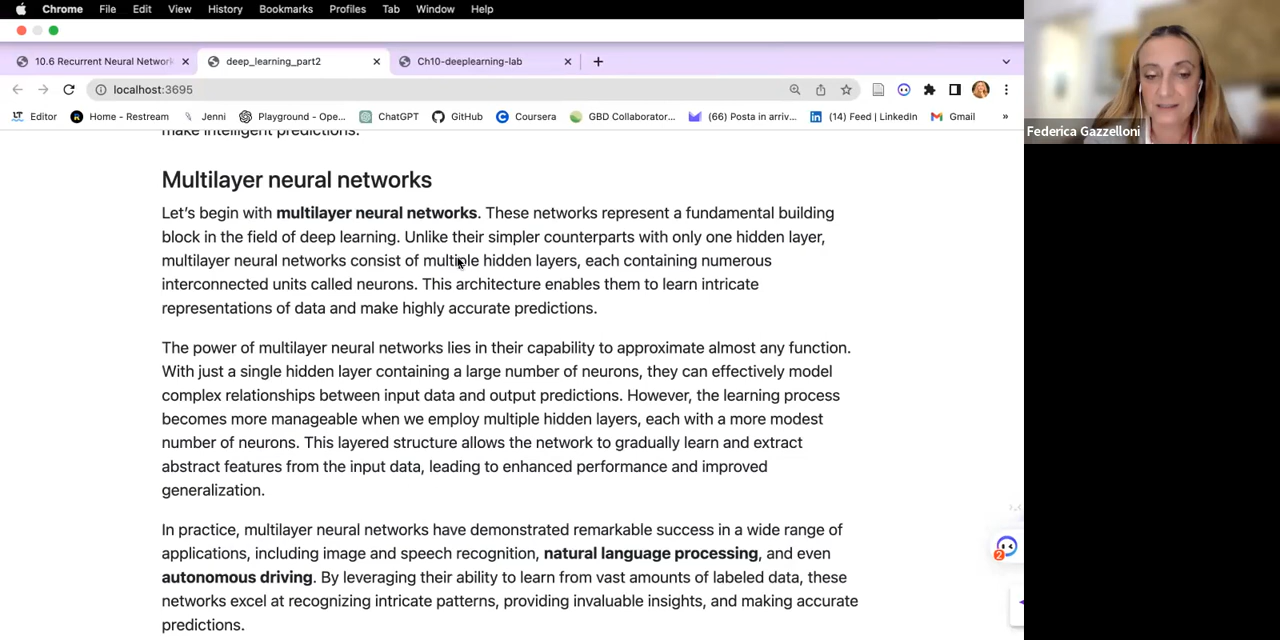 Chrome File Edit View History Bookmarks Profiles Tab Window Help
10.6 Recurrent Neural Network deep_learning_part2 Ch10-deeplearning-lab
localhost:3695
Editor Home - Restream Jenni Playground - Ope... ChatGPT GitHub Coursera GBD Collaborator... (66) Posta in arriv... (14) Feed | LinkedIn Gmail »
make intelligent predictions.
Federica Gazzelloni
Multilayer neural networks
Let’s begin with multilayer neural networks. These networks represent a fundamental building
block in the field of deep learning. Unlike their simpler counterparts with only one hidden layer,
multilayer neural networks consist of multiple hidden layers, each containing numerous
interconnected units called neurons. This architecture enables them to learn intricate
representations of data and make highly accurate predictions.
The power of multilayer neural networks lies in their capability to approximate almost any function.
With just a single hidden layer containing a large number of neurons, they can effectively model
complex relationships between input data and output predictions. However, the learning process
becomes more manageable when we employ multiple hidden layers, each with a more modest
number of neurons. This layered structure allows the network to gradually learn and extract
abstract features from the input data, leading to enhanced performance and improved
generalization.
In practice, multilayer neural networks have demonstrated remarkable success in a wide range of
applications, including image and speech recognition, natural language processing, and even
autonomous driving. By leveraging their ability to learn from vast amounts of labeled data, these
networks excel at recognizing intricate patterns, providing invaluable insights, and making accurate
predictions.
2